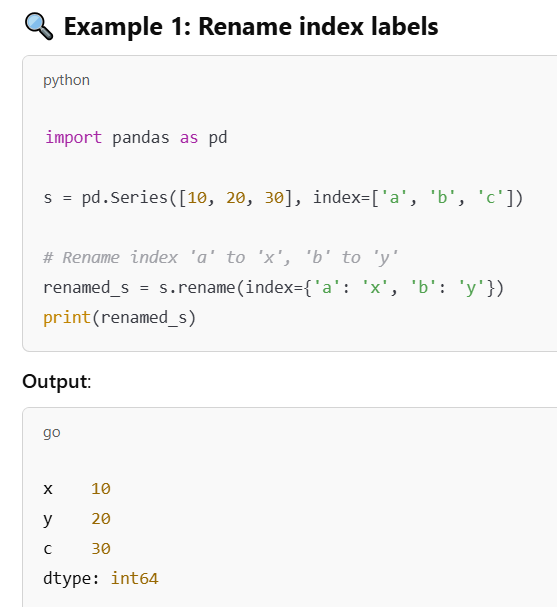 🔍 Example 1: Rename index labels
python
import pandas as pd
s = pd.Series([10, 20, 30], index=['a', 'b', 'c'])
# Rename index 'a' to 'x', 'b' to 'y'
renamed_s = s.rename(index={'a': 'x', 'b': 'y'})
print(renamed_s)
Output:
go
x    10
y    20
c    30
dtype: int64